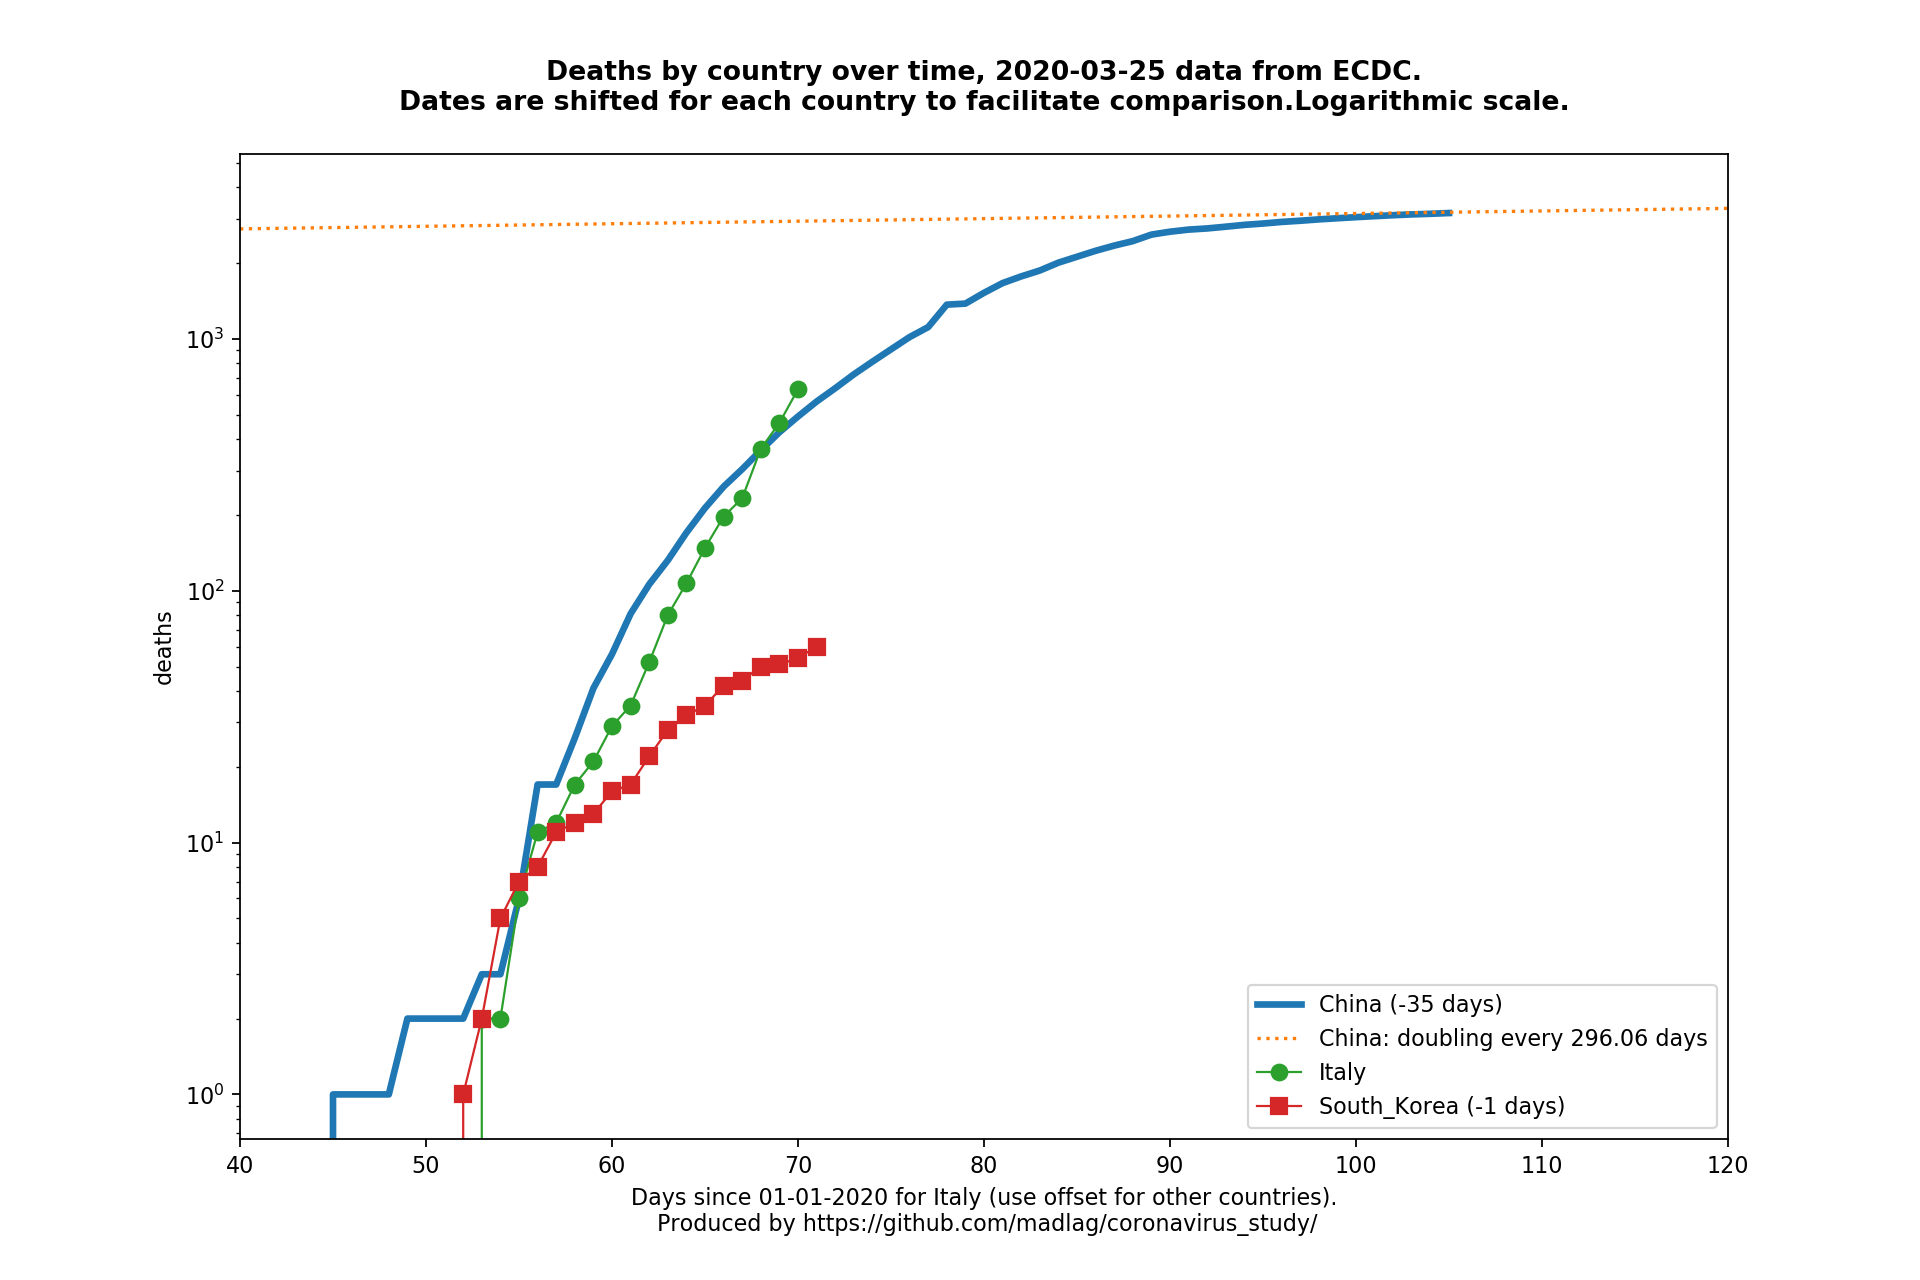 Deaths by country over time, 2020-03-25 data from ECDC.
Dates are shifted for each country to facilitate comparison.Logarithmic scale.
deaths
10³
10²
10¹
10⁰
China (-35 days)
China: doubling every 296.06 days
Italy
South_Korea (-1 days)
40 50 60 70 80 90 100 110 120
Days since 01-01-2020 for Italy (use offset for other countries).
Produced by https://github.com/madlag/coronavirus_study/